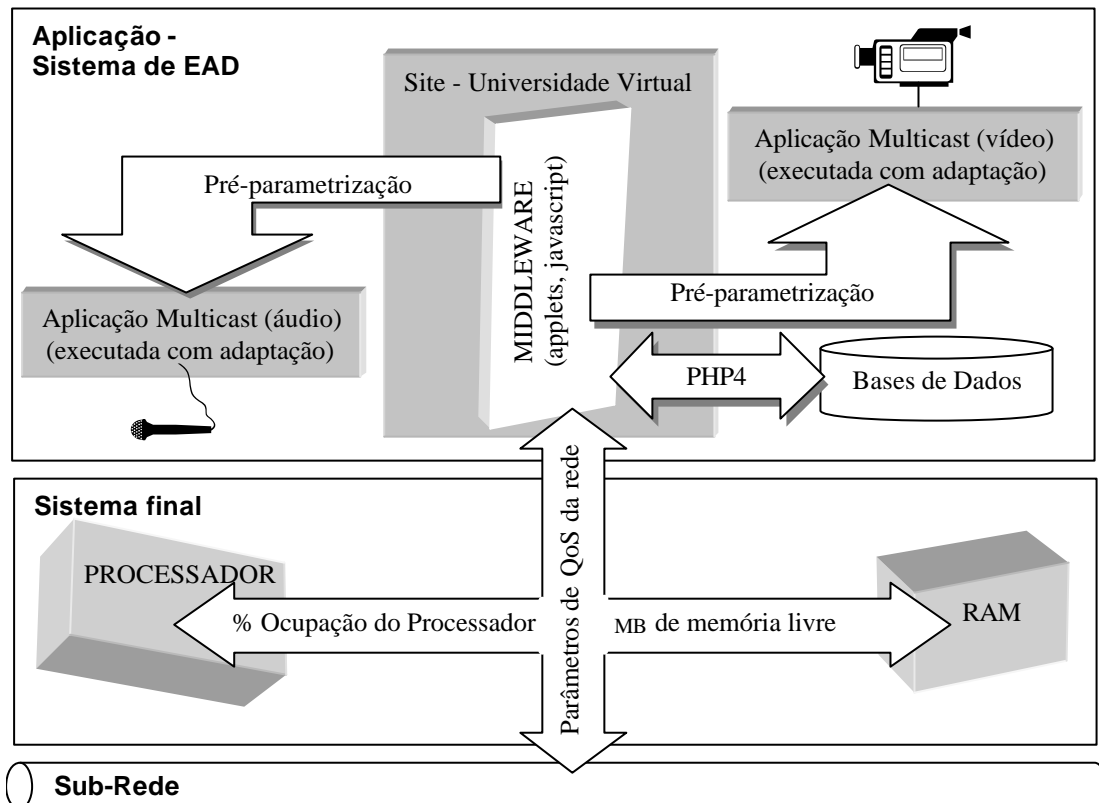 Aplicação -
Sistema de EAD
Site - Universidade Virtual
Aplicação Multicast (vídeo)
(executada com adaptação)
Pré-parametrização
MIDDLEWARE
(applets, javascript)
Pré-parametrização
Aplicação Multicast (áudio)
(executada com adaptação)
PHP4
Bases de Dados
Parâmetros de QoS da rede
Sistema final
PROCESSADOR
% Ocupação do Processador
MB de memória livre
RAM
Sub-Rede